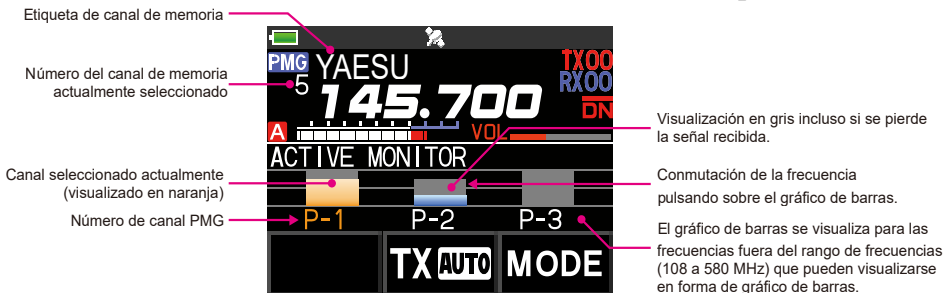 Etiqueta de canal de memoria
Número del canal de memoria
actualmente seleccionado
Canal seleccionado actualmente
(visualizado en naranja)
Número de canal PMG
PMG YAESU
TX00
RX00
5
145.700
DN
A
VOL
ACTIVE MONITOR
P-1 P-2 P-3
TX AUTO MODE
Visualización en gris incluso si se pierde
la señal recibida.
Conmutación de la frecuencia
pulsando sobre el gráfico de barras.
El gráfico de barras se visualiza para las
frecuencias fuera del rango de frecuencias
(108 a 580 MHz) que pueden visualizarse
en forma de gráfico de barras.